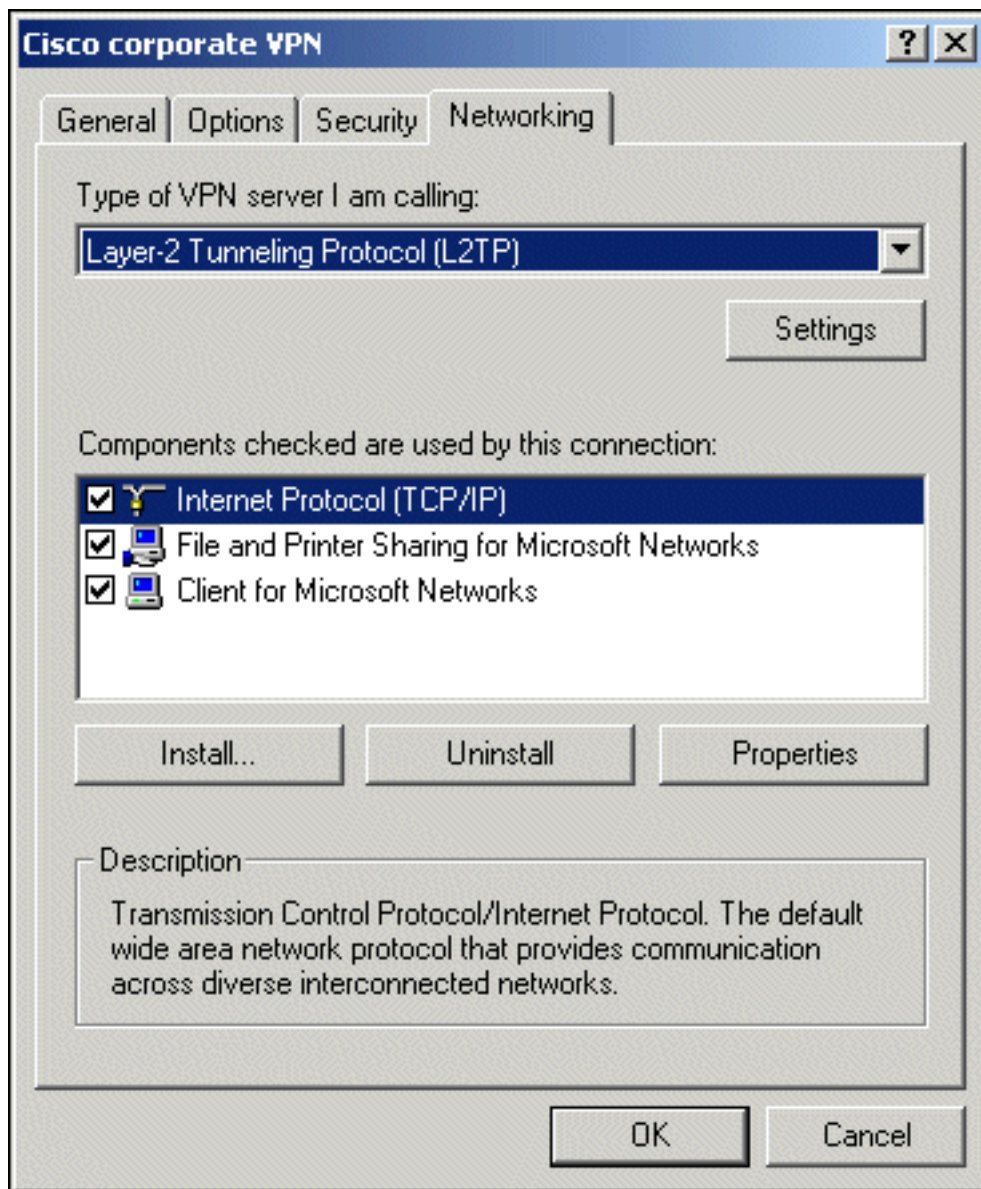 Cisco corporate VPN
General
Options
Security
Networking
Type of VPN server I am calling:
Layer-2 Tunneling Protocol (L2TP)
Settings
Components checked are used by this connection:
Internet Protocol (TCP/IP)
File and Printer Sharing for Microsoft Networks
Client for Microsoft Networks
Install...
Uninstall
Properties
Description
Transmission Control Protocol/Internet Protocol. The default
wide area network protocol that provides communication
across diverse interconnected networks.
OK
Cancel